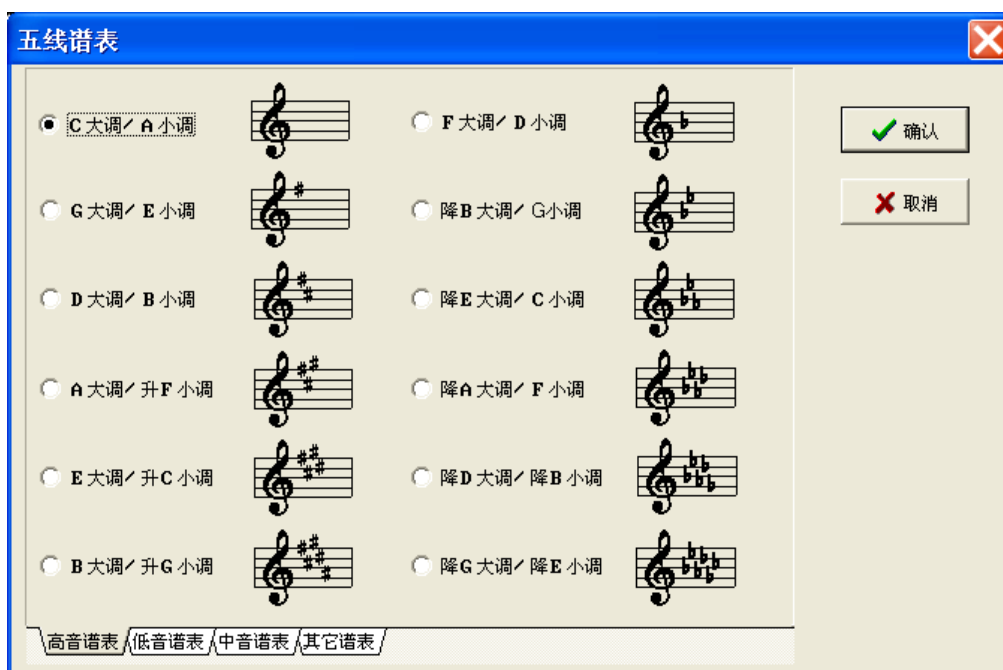 五线谱表
C 大调/ A 小调
F 大调/ D 小调
确认
G 大调/ E 小调
降B 大调/ G小调
取消
D 大调/ B 小调
降E 大调/ C 小调
A 大调/ 升F 小调
降A 大调/ F 小调
E 大调/ 升C 小调
降D 大调/ 降B 小调
B 大调/ 升G 小调
降G 大调/ 降E 小调
高音谱表 低音谱表 中音谱表 其它谱表